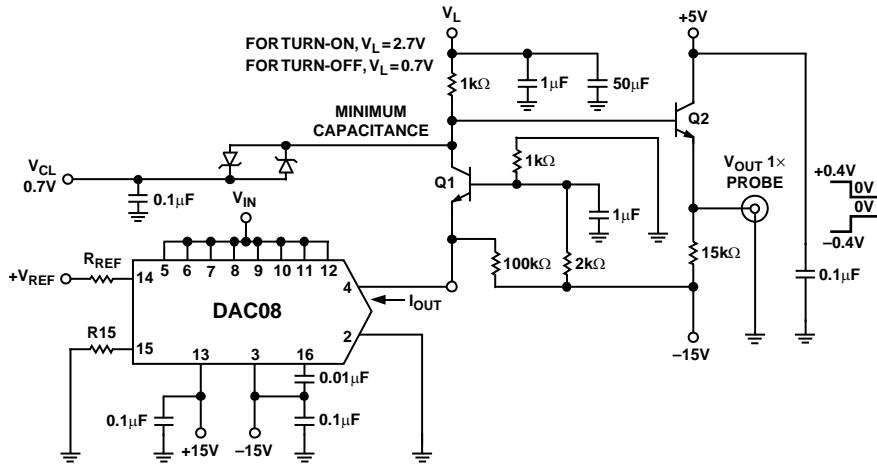 V_L
+5V
FOR TURN-ON, V_L = 2.7V
FOR TURN-OFF, V_L = 0.7V
1kΩ
1μF
50μF
MINIMUM
CAPACITANCE
Q2
V_CL
0.7V
0.1μF
Q1
1kΩ
1μF
V_OUT 1×
PROBE
+0.4V
0V
0V
–0.4V
V_IN
5 6 7 8 9 10 11 12
+V_REF
R_REF
14
4
I_OUT
DAC08
100kΩ
2kΩ
15kΩ
0.1μF
R15
15
2
13 3 16
0.01μF
0.1μF
0.1μF
+15V
–15V
–15V